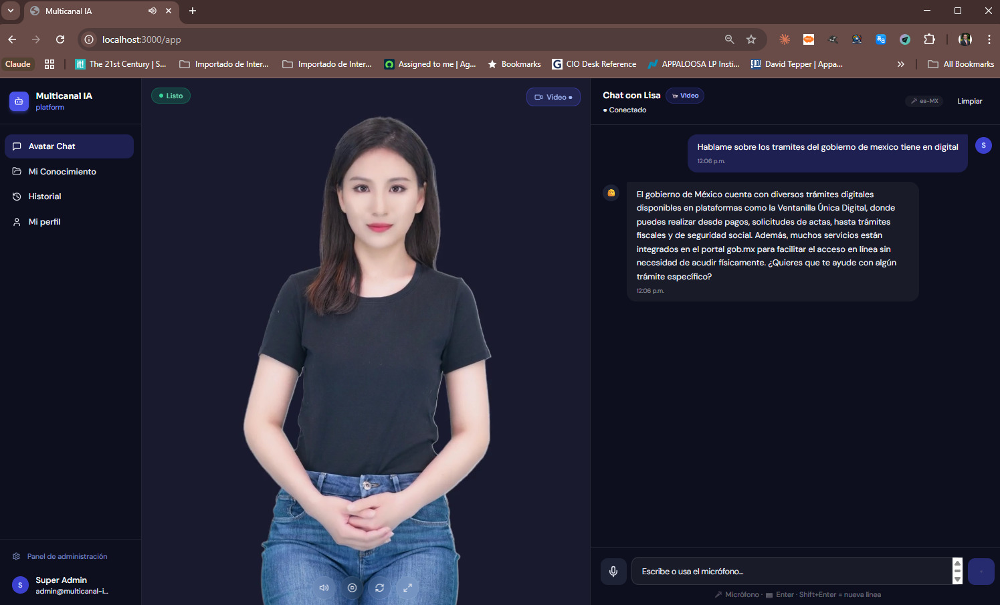 Multicanal IA
localhost:3000/app
Claude
The 21st Century | S...
Importado de Inter...
Importado de Inter...
Assigned to me | Ag...
Bookmarks
CIO Desk Reference
APPALOOSA LP Insti...
David Tepper | Appa...
All Bookmarks
Multicanal IA
platform
Avatar Chat
Mi Conocimiento
Historial
Mi perfil
Panel de administración
S
Super Admin
admin@multicanal-i...
Listo
Video
Chat con Lisa
Video
Conectado
es-MX
Limpiar
Hablame sobre los tramites del gobierno de mexico tiene en digital
12:06 p.m.
S
El gobierno de México cuenta con diversos trámites digitales
disponibles en plataformas como la Ventanilla Única Digital, donde
puedes realizar desde pagos, solicitudes de actas, hasta trámites
fiscales y de seguridad social. Además, muchos servicios están
integrados en el portal gob.mx para facilitar el acceso en línea sin
necesidad de acudir físicamente. ¿Quieres que te ayude con algún
trámite específico?
12:06 p.m.
Escribe o usa el micrófono...
Micrófono · Enter · Shift+Enter = nueva línea